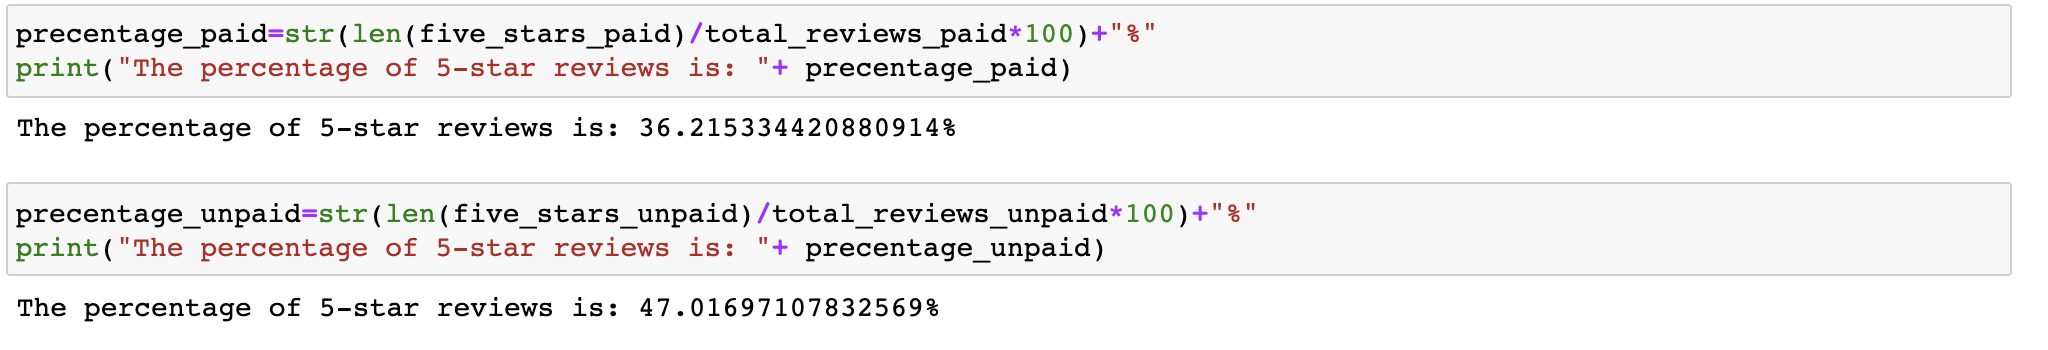 precentage_paid=str(len(five_stars_paid)/total_reviews_paid*100)+"%"
print("The percentage of 5-star reviews is: "+ precentage_paid)
The percentage of 5-star reviews is: 36.215334420880914%
precentage_unpaid=str(len(five_stars_unpaid)/total_reviews_unpaid*100)+"%"
print("The percentage of 5-star reviews is: "+ precentage_unpaid)
The percentage of 5-star reviews is: 47.016971078325​69%